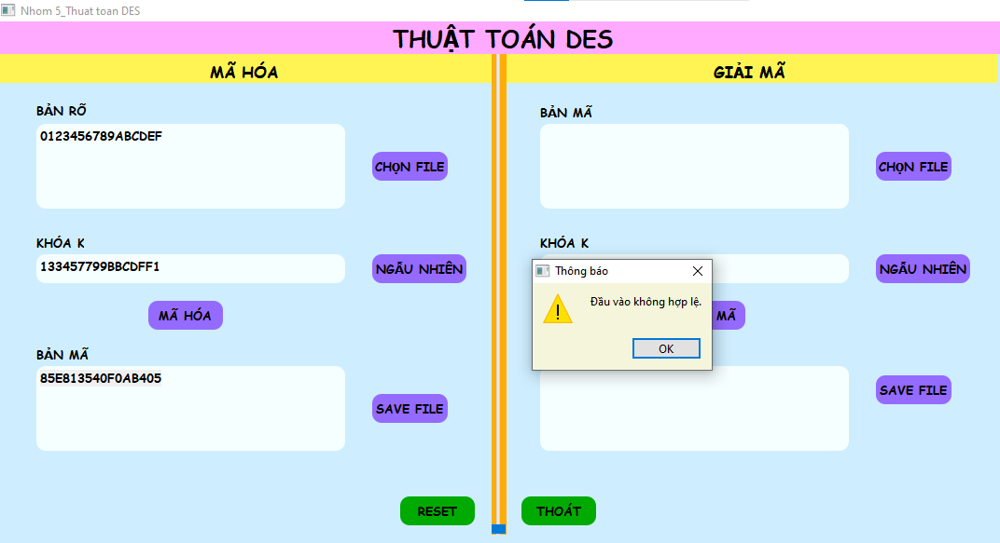 Nhom 5_Thuat toan DES
THUẬT TOÁN DES
MÃ HÓA
GIẢI MÃ
BẢN RÕ
0123456789ABCDEF
CHỌN FILE
KHÓA K
133457799BBCDFF1
NGẪU NHIÊN
MÃ HÓA
BẢN MÃ
85E813540F0AB405
SAVE FILE
BẢN MÃ
CHỌN FILE
KHÓA K
NGẪU NHIÊN
MÃ
SAVE FILE
Thông báo
Đầu vào không hợp lệ.
OK
RESET
THOÁT